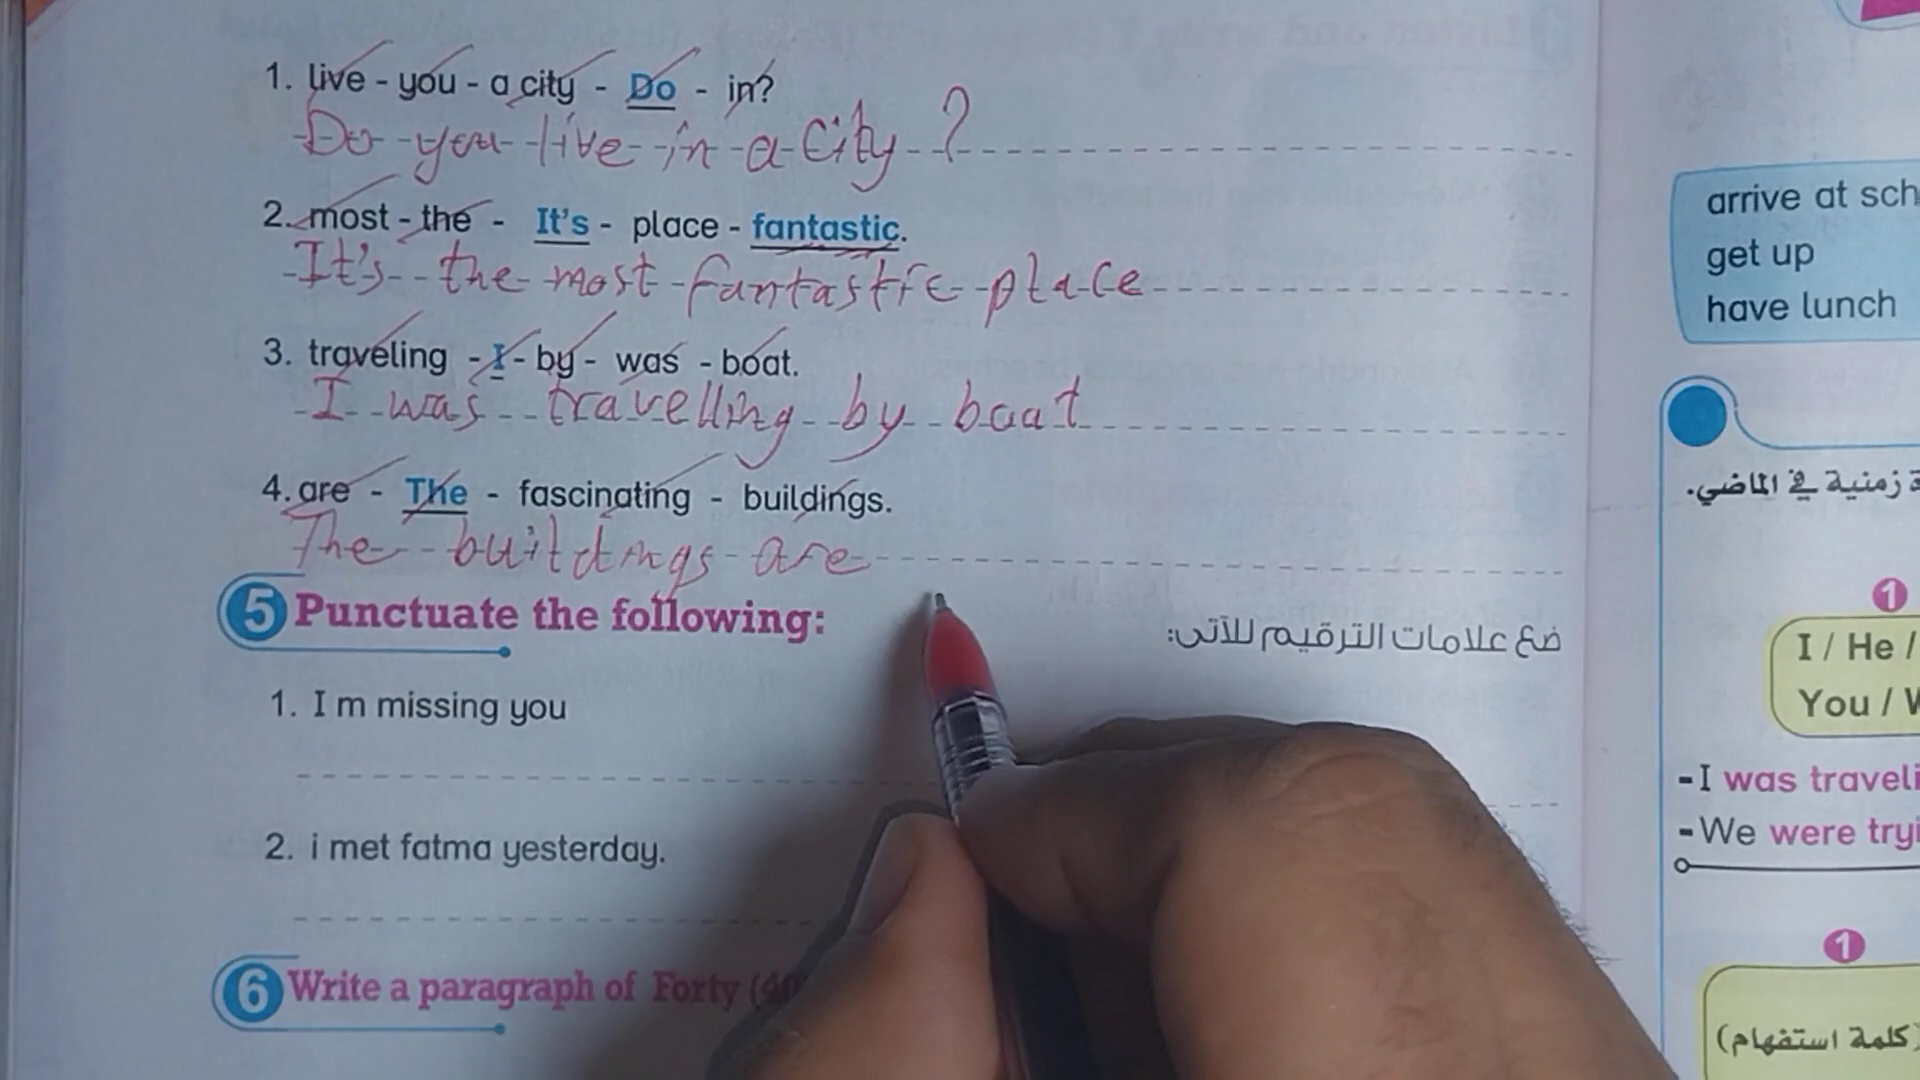 1. live - you - a city - Do - in?
Do you live in a city ?
2. most - the - It's - place - fantastic.
It's the most fantastic place
3. traveling - I - by - was - boat.
I was travelling by boat
4. are - The - fascinating - buildings.
The buildings are
5 Punctuate the following:
ضع علامات الترقيم للآتى:
1. I m missing you
2. i met fatma yesterday.
6 Write a paragraph of Forty (40
arrive at sch
get up
have lunch
زمنية في الماضي.
1
I / He /
You /
- I was traveli
- We were tryi
1
(كلمة استفهام)